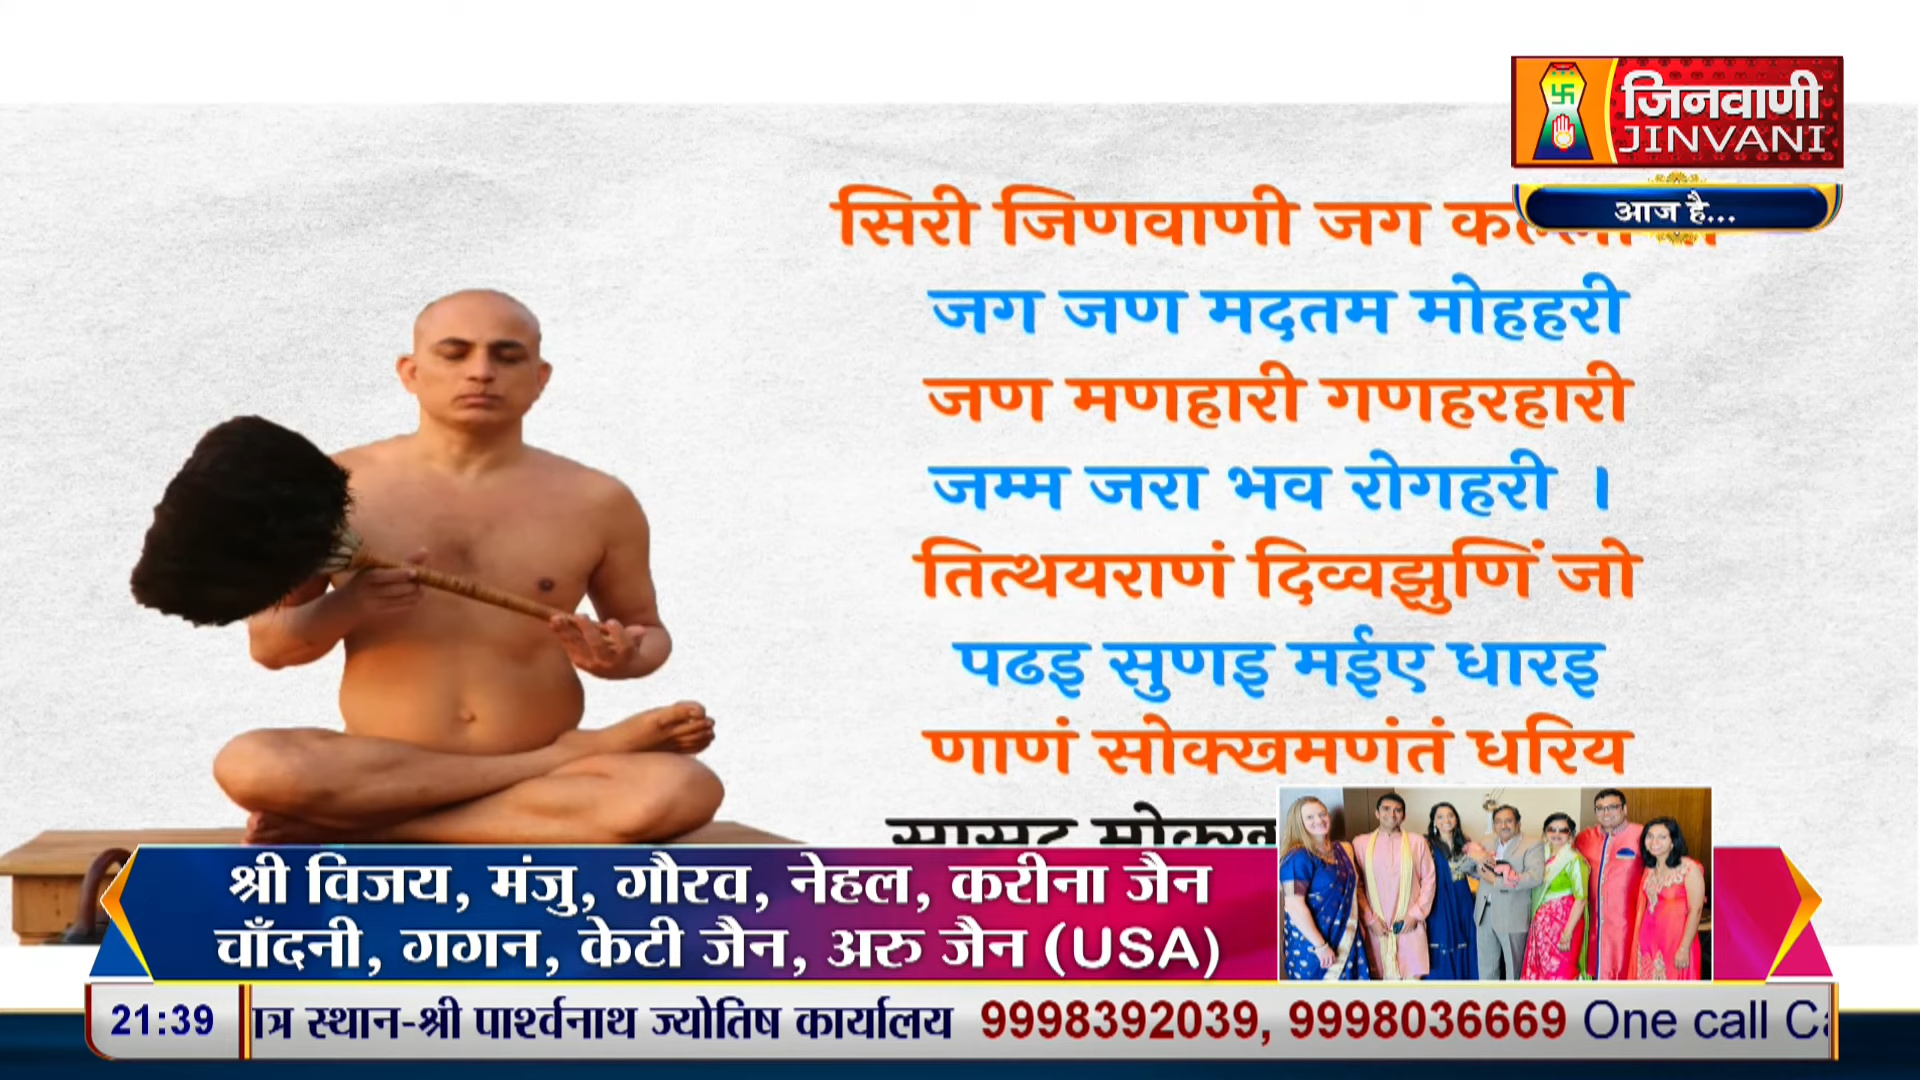 जिनवाणी
JINVANI
आज है...
सिरी जिणवाणी जग
जग जण मदतम मोहहरी
जण मणहारी गणहरहारी
जम्म जरा भव रोगहरी ।
तित्थयराणं दिव्वझुणिं जो
पढइ सुणइ मईए धारइ
णाणं सोक्खमणंतं धरिय
श्री विजय, मंजु, गौरव, नेहल, करीना जैन
चाँदनी, गगन, केटी जैन, अरु जैन (USA)
21:39
स्थान-श्री पार्श्वनाथ ज्योतिष कार्यालय 9998392039, 9998036669 One call